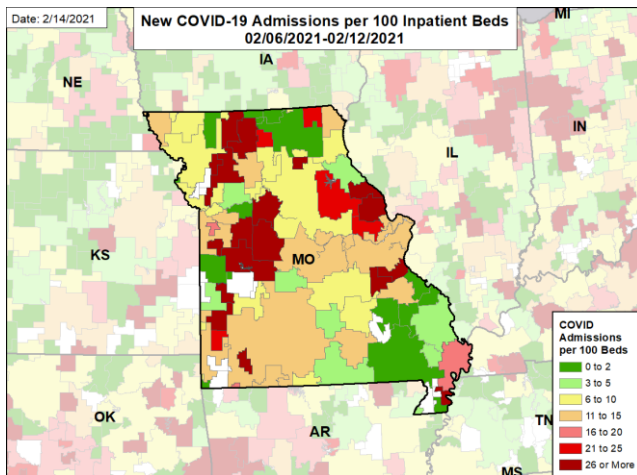 Date: 2/14/2021
New COVID-19 Admissions per 100 Inpatient Beds
02/06/2021-02/12/2021
MI
NE
IA
IN
IL
KS
MO
OK
AR
TN
MS
COVID
Admissions
per 100 Beds
0 to 2
3 to 5
6 to 10
11 to 15
16 to 20
21 to 25
26 or More